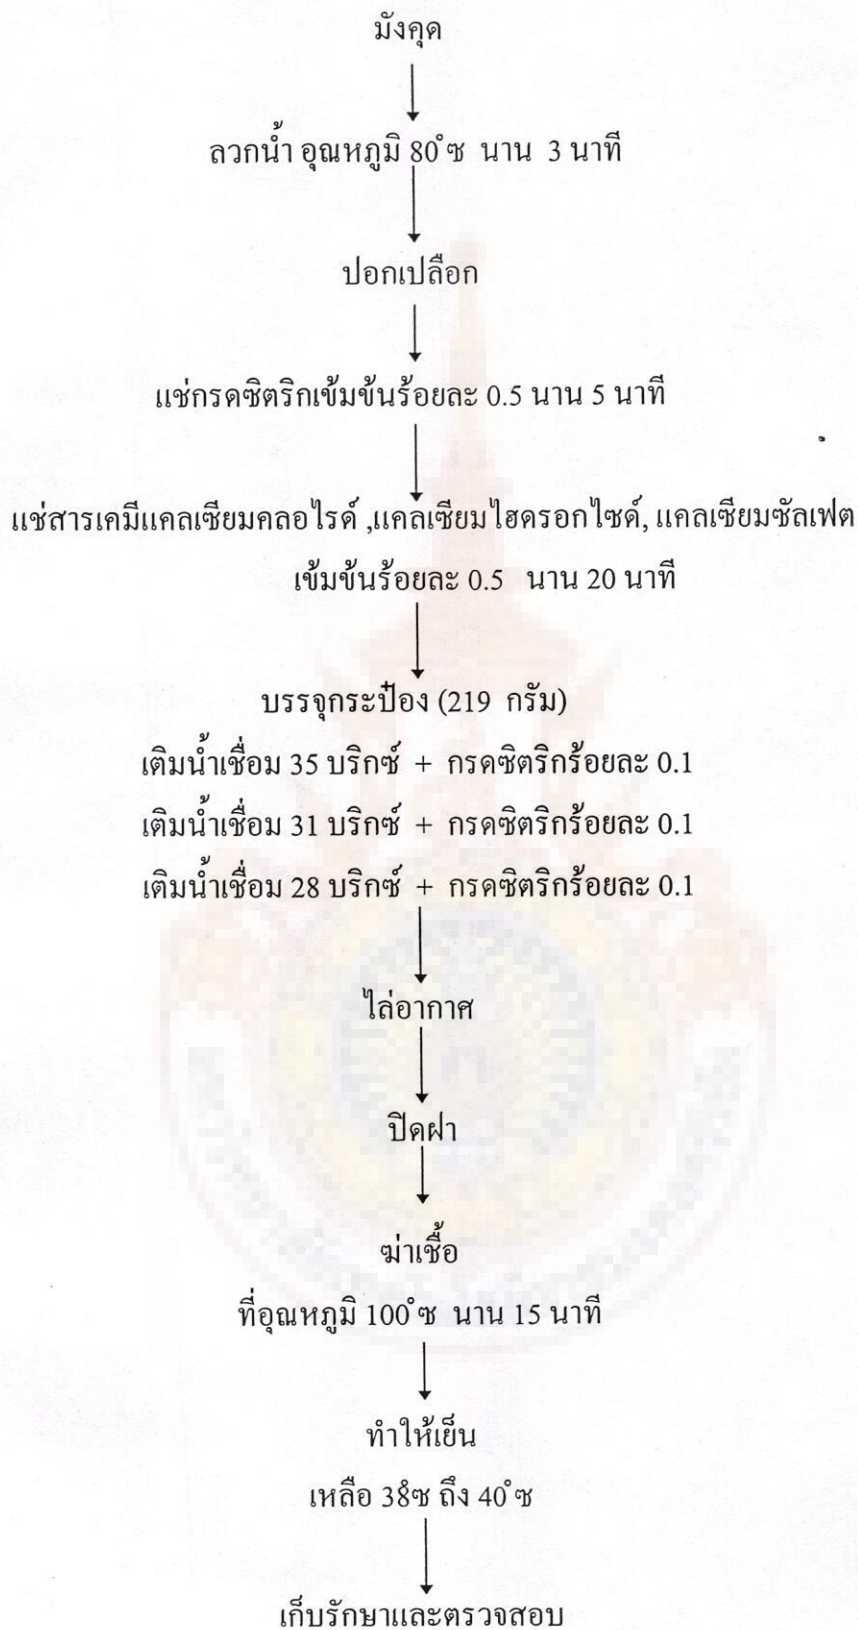 มังคุด
ลวกน้ำ อุณหภูมิ 80 ํซ นาน 3 นาที
ปอกเปลือก
แช่กรดซิตริกเข้มข้นร้อยละ 0.5 นาน 5 นาที
แช่สารเคมีแคลเซียมคลอไรด์ ,แคลเซียมไฮดรอกไซด์, แคลเซียมซัลเฟต
เข้มข้นร้อยละ 0.5 นาน 20 นาที
บรรจุกระป๋อง (219 กรัม)
เติมน้ำเชื่อม 35 บริกซ์ + กรดซิตริกร้อยละ 0.1
เติมน้ำเชื่อม 31 บริกซ์ + กรดซิตริกร้อยละ 0.1
เติมน้ำเชื่อม 28 บริกซ์ + กรดซิตริกร้อยละ 0.1
ไล่อากาศ
ปิดฝา
ฆ่าเชื้อ
ที่อุณหภูมิ 100 ํซ นาน 15 นาที
ทำให้เย็น
เหลือ 38 ํซ ถึง 40 ํซ
เก็บรักษาและตรวจสอบ